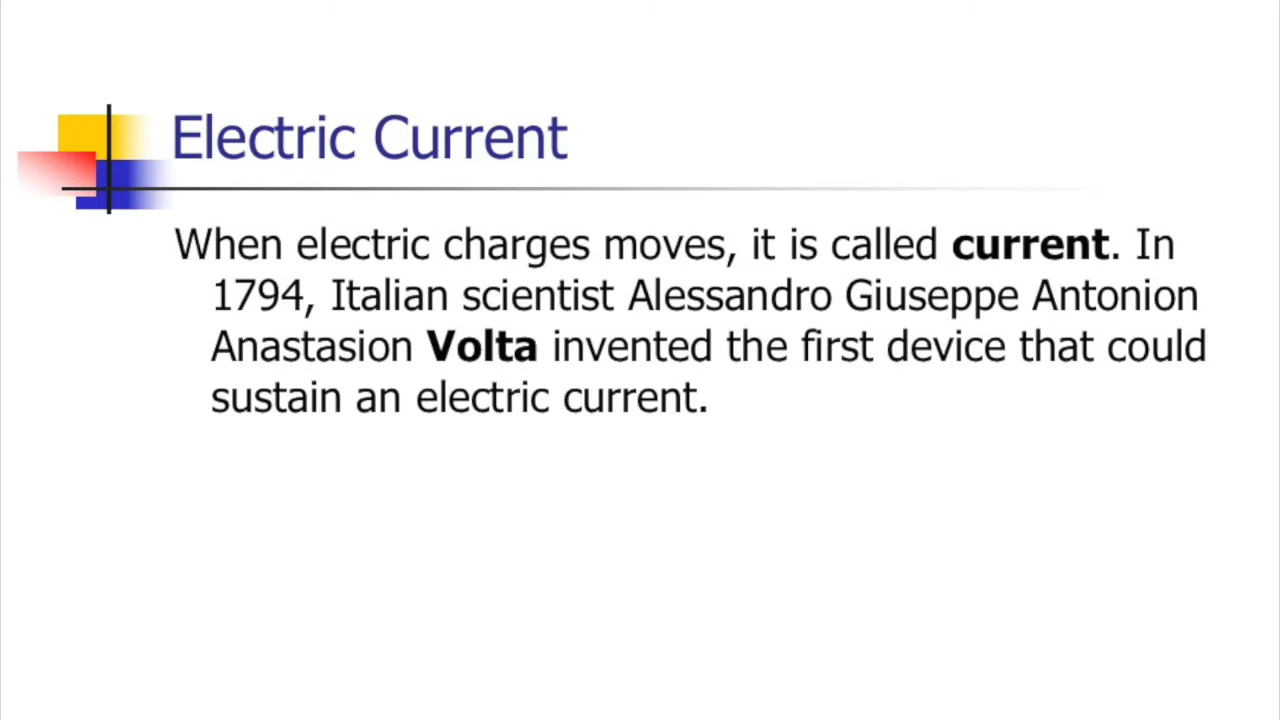 Electric Current
When electric charges moves, it is called current. In
1794, Italian scientist Alessandro Giuseppe Antonion
Anastasion Volta invented the first device that could
sustain an electric current.